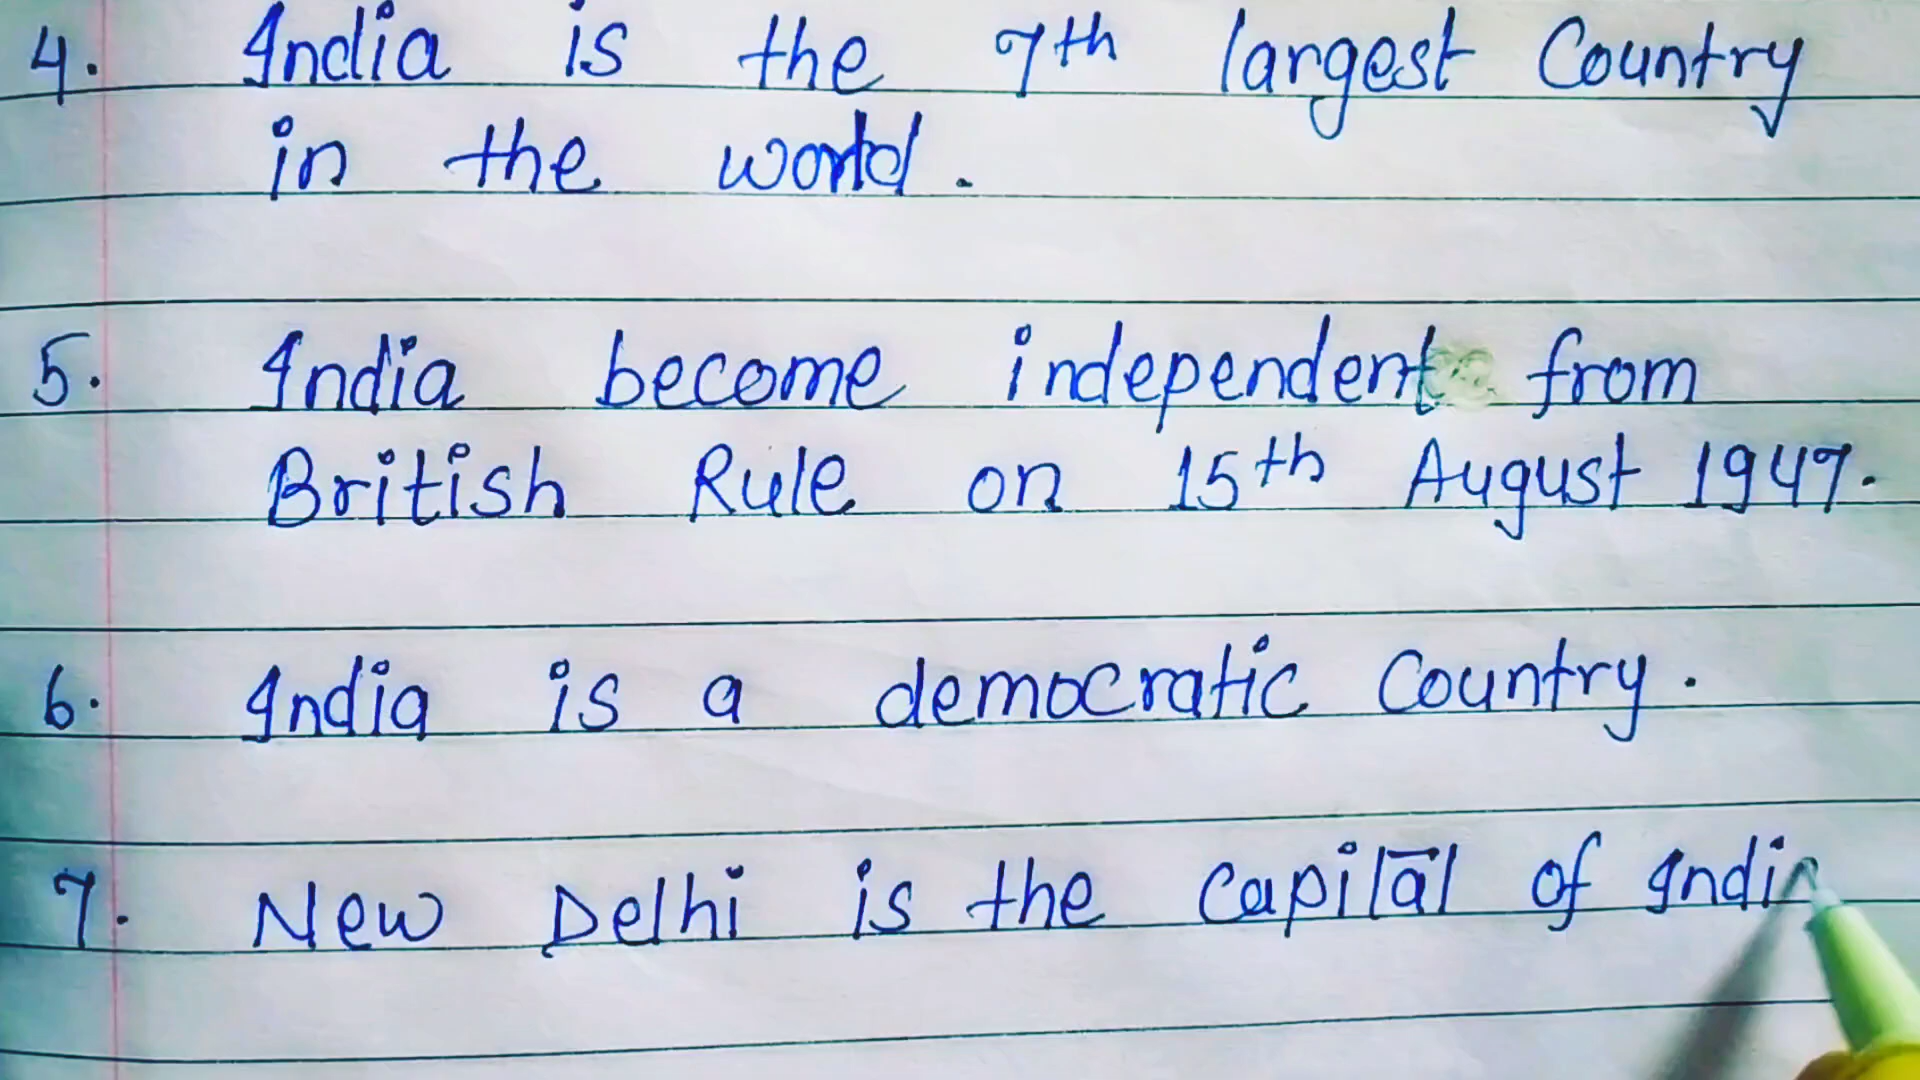 4. India is the 7th largest Country
in the world.
5. India become independent from
British Rule on 15th August 1947.
6. India is a democratic Country.
7. New Delhi is the Capital of Indi